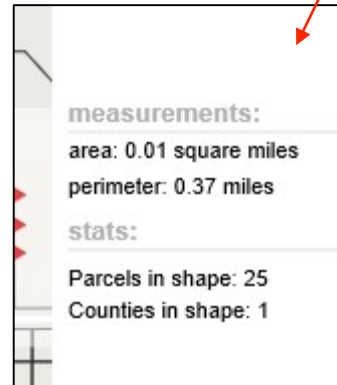 measurements:
area: 0.01 square miles
perimeter: 0.37 miles
stats:
Parcels in shape: 25
Counties in shape: 1